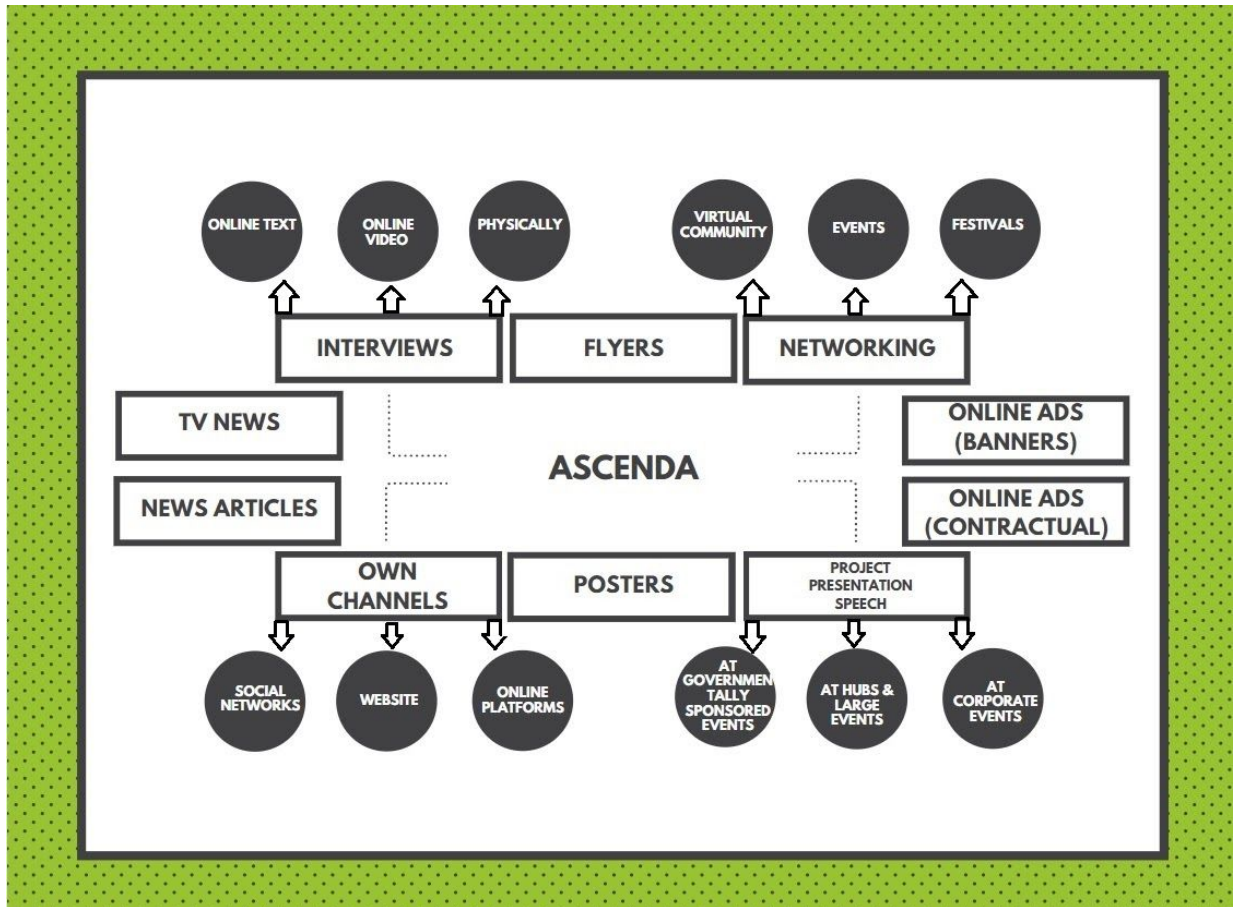 ONLINE TEXT
ONLINE
VIDEO
PHYSICALLY
VIRTUAL
COMMUNITY
EVENTS
FESTIVALS
INTERVIEWS
FLYERS
NETWORKING
TV NEWS
ONLINE ADS
(BANNERS)
ASCENDA
NEWS ARTICLES
ONLINE ADS
(CONTRACTUAL)
OWN
CHANNELS
POSTERS
PROJECT
PRESENTATION
SPEECH
SOCIAL
NETWORKS
WEBSITE
ONLINE
PLATFORMS
AT
GOVERNMEN
TALLY
SPONSORED
EVENTS
AT HUBS &
LARGE
EVENTS
AT
CORPORATE
EVENTS